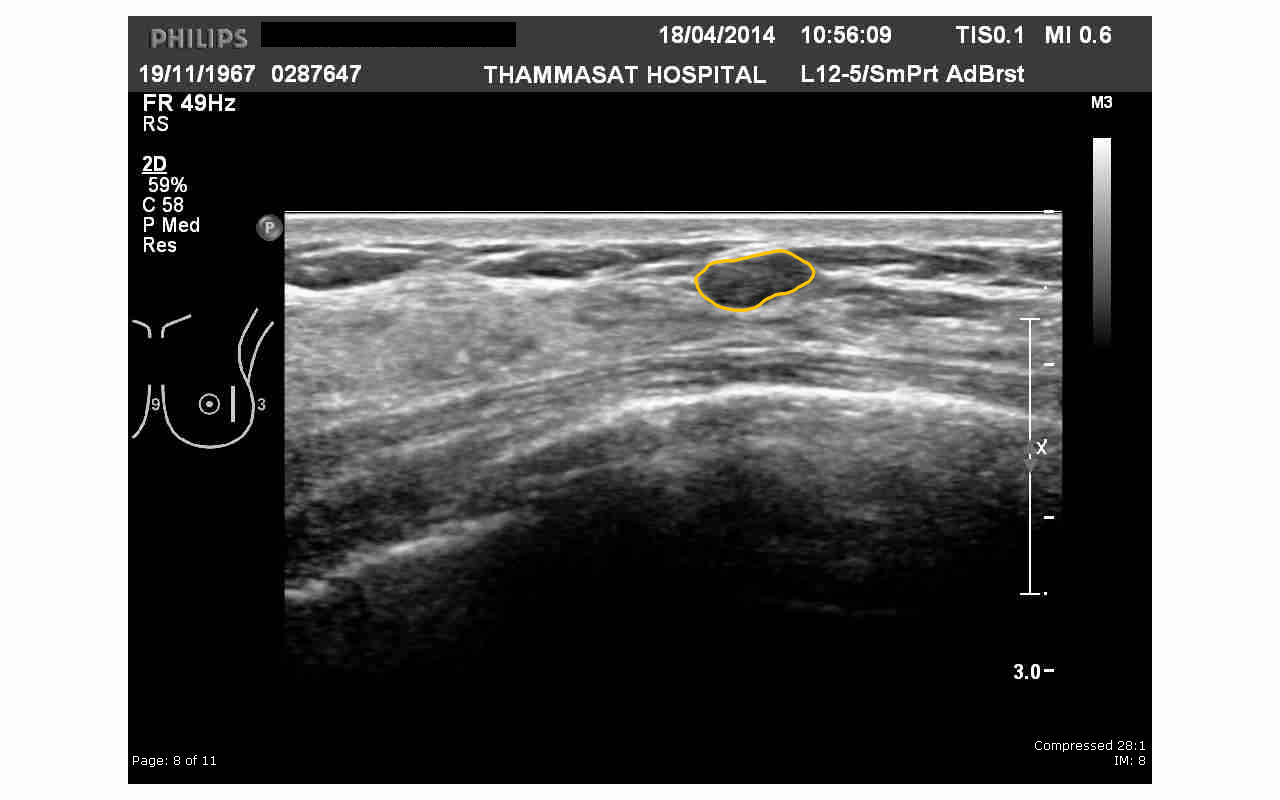 PHILIPS 18/04/2014 10:56:09 TIS0.1 MI 0.6
19/11/1967 0287647 THAMMASAT HOSPITAL L12-5/SmPrt AdBrst
FR 49Hz
RS
M3
2D
59%
C 58
P Med
Res
P
9 3
X
3.0
Compressed 28:1
Page: 8 of 11
IM: 8